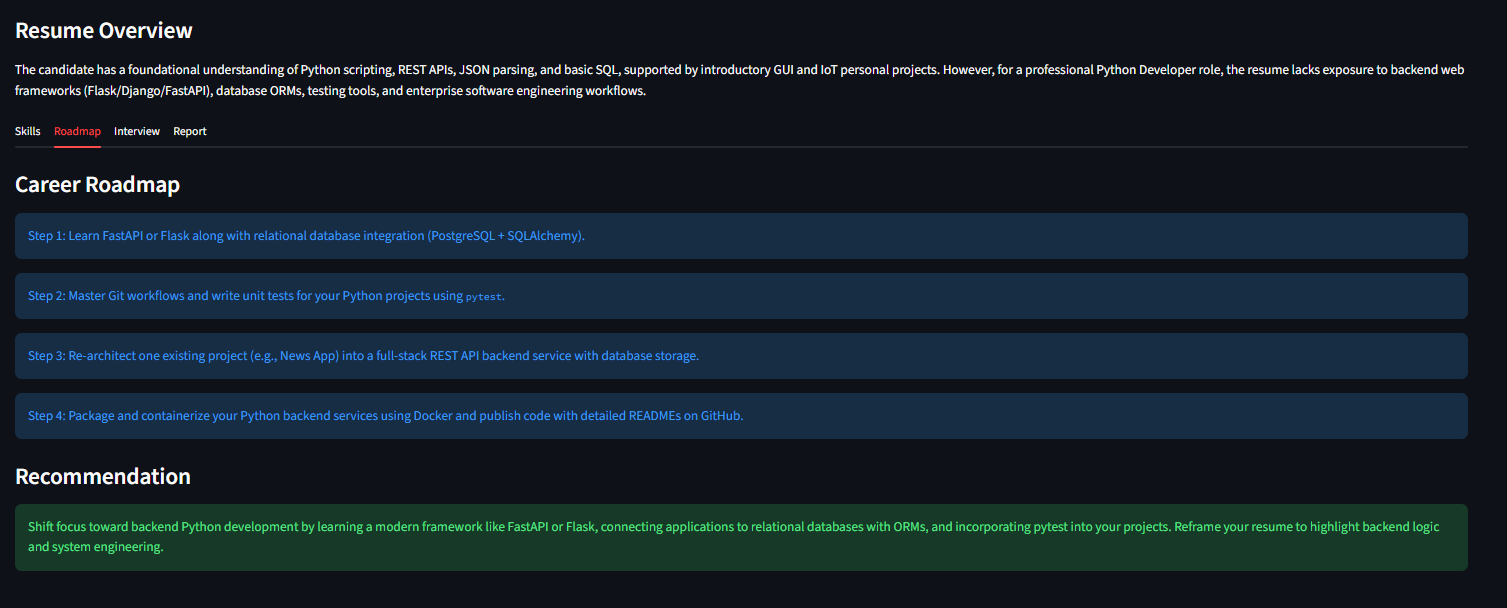 Resume Overview
The candidate has a foundational understanding of Python scripting, REST APIs, JSON parsing, and basic SQL, supported by introductory GUI and IoT personal projects. However, for a professional Python Developer role, the resume lacks exposure to backend web
frameworks (Flask/Django/FastAPI), database ORMs, testing tools, and enterprise software engineering workflows.
Skills Roadmap Interview Report
Career Roadmap
Step 1: Learn FastAPI or Flask along with relational database integration (PostgreSQL + SQLAlchemy).
Step 2: Master Git workflows and write unit tests for your Python projects using pytest.
Step 3: Re-architect one existing project (e.g., News App) into a full-stack REST API backend service with database storage.
Step 4: Package and containerize your Python backend services using Docker and publish code with detailed READMEs on GitHub.
Recommendation
Shift focus toward backend Python development by learning a modern framework like FastAPI or Flask, connecting applications to relational databases with ORMs, and incorporating pytest into your projects. Reframe your resume to highlight backend logic
and system engineering.